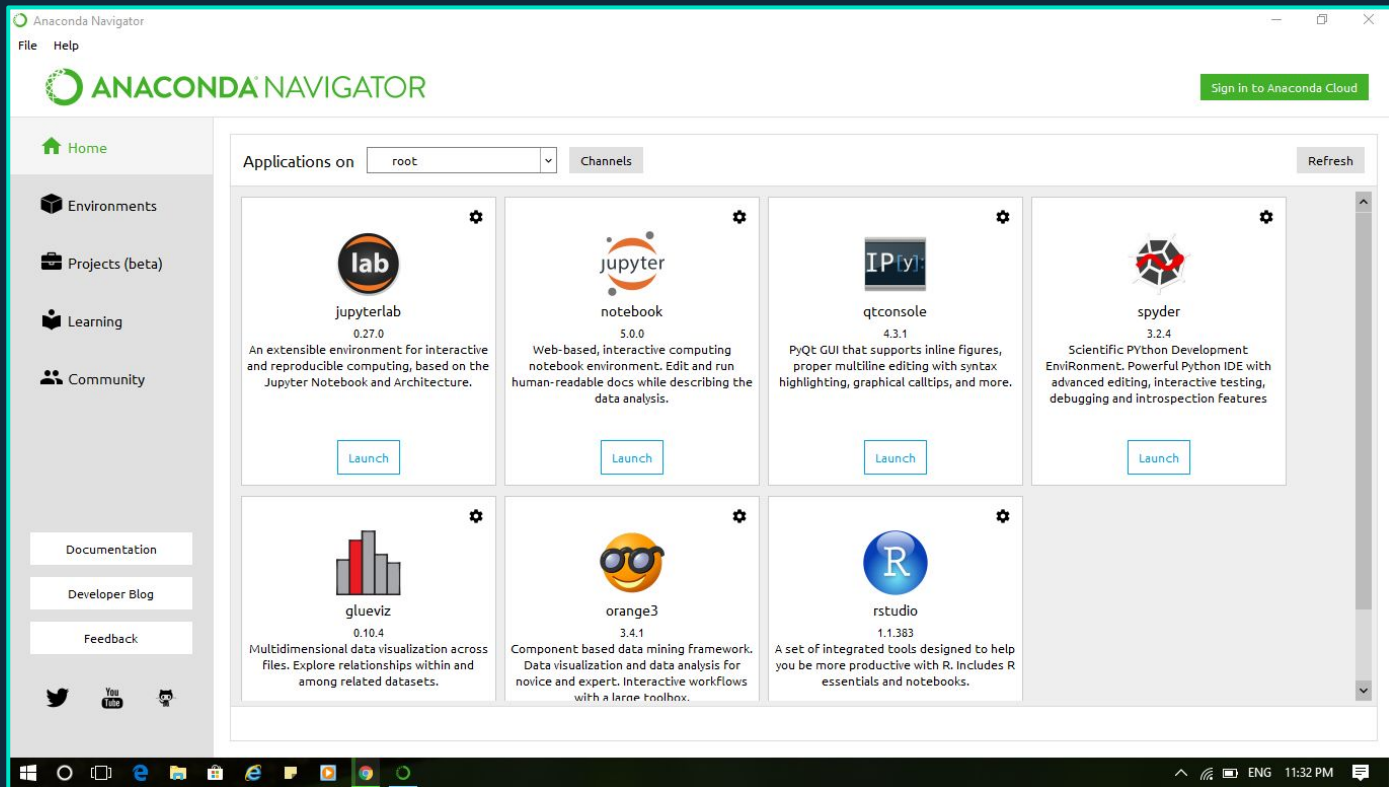 Anaconda Navigator
File Help
ANACONDA NAVIGATOR
Sign in to Anaconda Cloud
Home
Environments
Projects (beta)
Learning
Community
Documentation
Developer Blog
Feedback
You
Tube
Applications on root Channels Refresh
lab
jupyterlab
0.27.0
An extensible environment for interactive
and reproducible computing, based on the
Jupyter Notebook and Architecture.
Launch
jupyter
notebook
5.0.0
Web-based, interactive computing
notebook environment. Edit and run
human-readable docs while describing the
data analysis.
Launch
IP[y]:
qtconsole
4.3.1
PyQt GUI that supports inline figures,
proper multiline editing with syntax
highlighting, graphical calltips, and more.
Launch
spyder
3.2.4
Scientific PYthon Development
EnviRonment. Powerful Python IDE with
advanced editing, interactive testing,
debugging and introspection features
Launch
glueviz
0.10.4
Multidimensional data visualization across
files. Explore relationships within and
among related datasets.
orange3
3.4.1
Component based data mining framework.
Data visualization and data analysis for
novice and expert. Interactive workflows
with a large toolbox.
R
rstudio
1.1.383
A set of integrated tools designed to help
you be more productive with R. Includes R
essentials and notebooks.
ENG 11:32 PM